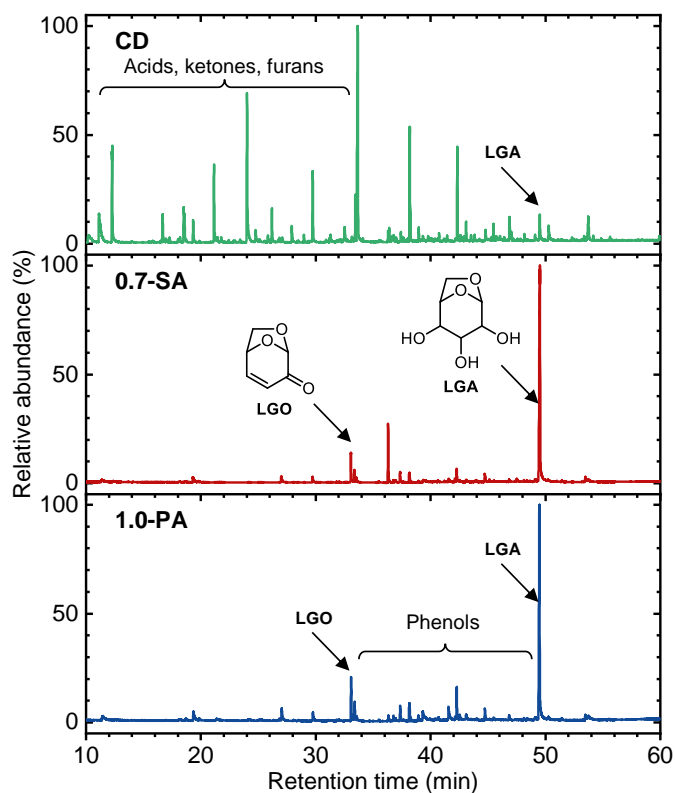 Relative abundance (%)
100
50
0
CD
Acids, ketones, furans
LGA
100
50
0
0.7-SA
O
O
O
LGO
O
O
HO
OH
OH
LGA
100
50
0
1.0-PA
LGO
Phenols
LGA
10
20
30
40
50
60
Retention time (min)